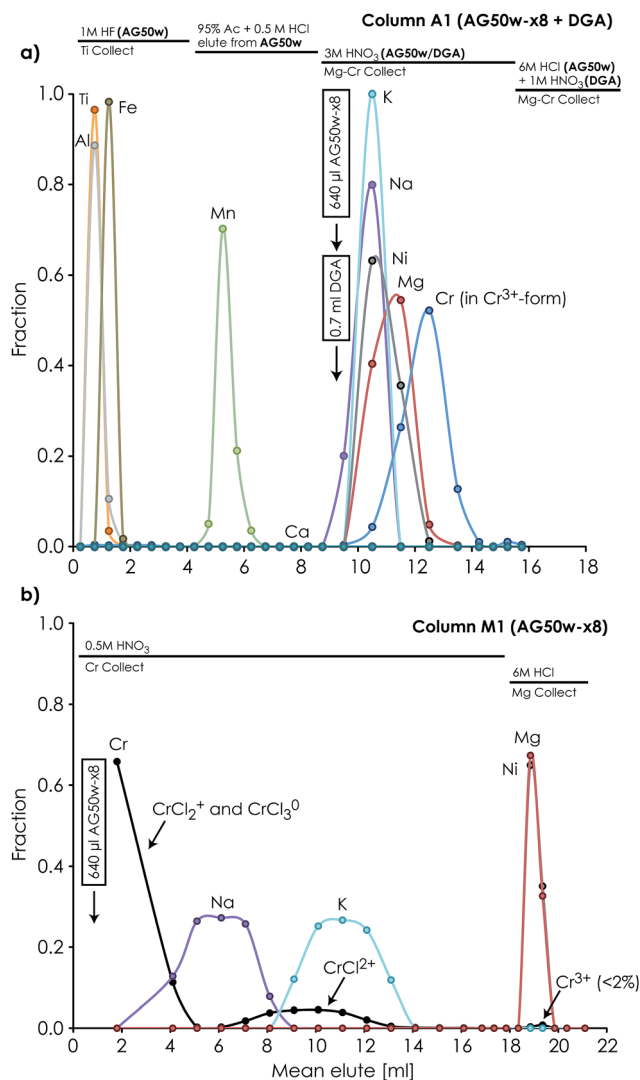 Column A1 (AG50w-x8 + DGA)
a)
1M HF (AG50w)
Ti Collect
95% Ac + 0.5 M HCl
elute from AG50w
3M HNO₃ (AG50w/DGA)
Mg-Cr Collect
6M HCl (AG50w)
+ 1M HNO₃ (DGA)
Mg-Cr Collect
Fraction
1.0
0.8
0.6
0.4
0.2
0.0
Ti
Al
Fe
Mn
Ca
640 µl AG50w-x8
0.7 ml DGA
K
Na
Ni
Mg
Cr (in Cr³⁺-form)
0 2 4 6 8 10 12 14 16 18
b)
Column M1 (AG50w-x8)
0.5M HNO₃
Cr Collect
6M HCl
Mg Collect
Fraction
1.0
0.8
0.6
0.4
0.2
0.0
640 µl AG50w-x8
Cr
CrCl₂⁺ and CrCl₃⁰
Na
K
CrCl²⁺
Mg
Ni
Cr³⁺ (<2%)
0 2 4 6 8 10 12 14 16 18 20 22
Mean elute [ml]